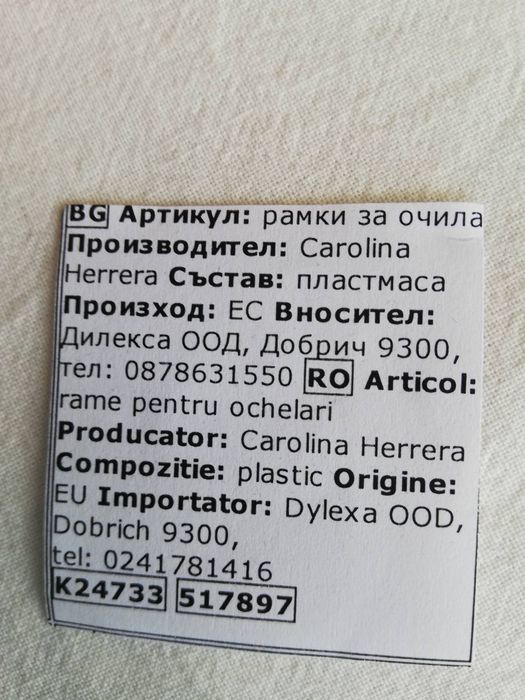 BG Артикул: рамки за очила
Производител: Carolina
Herrera Състав: пластмаса
Произход: ЕС Вносител:
Дилекса ООД, Добрич 9300,
тел: 0878631550 RO Articol:
rame pentru ochelari
Producator: Carolina Herrera
Compozitie: plastic Origine:
EU Importator: Dylexa OOD,
Dobrich 9300,
tel: 0241781416
K24733 517897